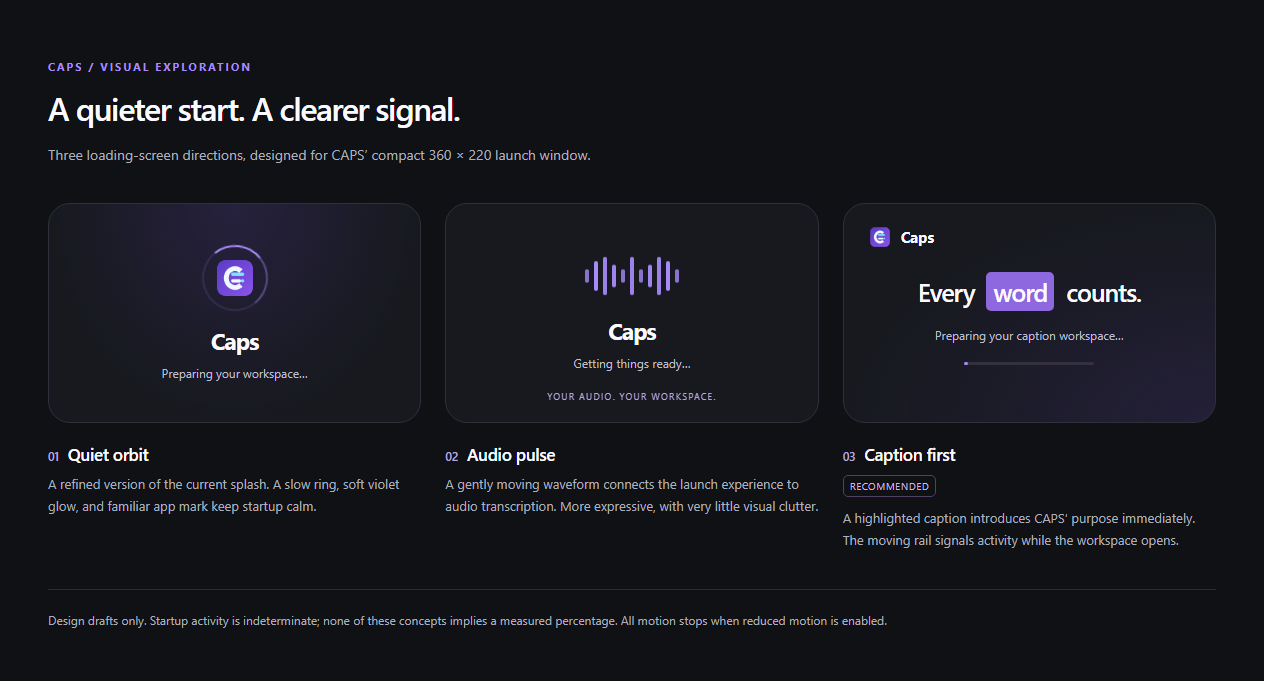 CAPS / VISUAL EXPLORATION
A quieter start. A clearer signal.
Three loading-screen directions, designed for CAPS’ compact 360 × 220 launch window.
Caps
Preparing your workspace...
Caps
Getting things ready...
YOUR AUDIO. YOUR WORKSPACE.
Caps
Every word counts.
Preparing your caption workspace...
01 Quiet orbit
A refined version of the current splash. A slow ring, soft violet
glow, and familiar app mark keep startup calm.
02 Audio pulse
A gently moving waveform connects the launch experience to
audio transcription. More expressive, with very little visual clutter.
03 Caption first
RECOMMENDED
A highlighted caption introduces CAPS’ purpose immediately.
The moving rail signals activity while the workspace opens.
Design drafts only. Startup activity is indeterminate; none of these concepts implies a measured percentage. All motion stops when reduced motion is enabled.